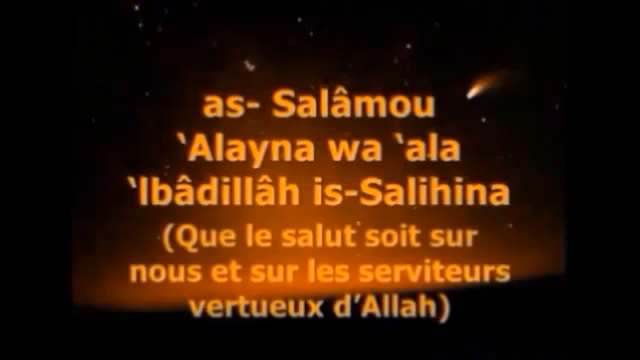 as- Salâmou
‘Alayna wa ‘ala
‘lbâdillâh is-Salihina
(Que le salut soit sur
nous et sur les serviteurs
vertueux d’Allah)